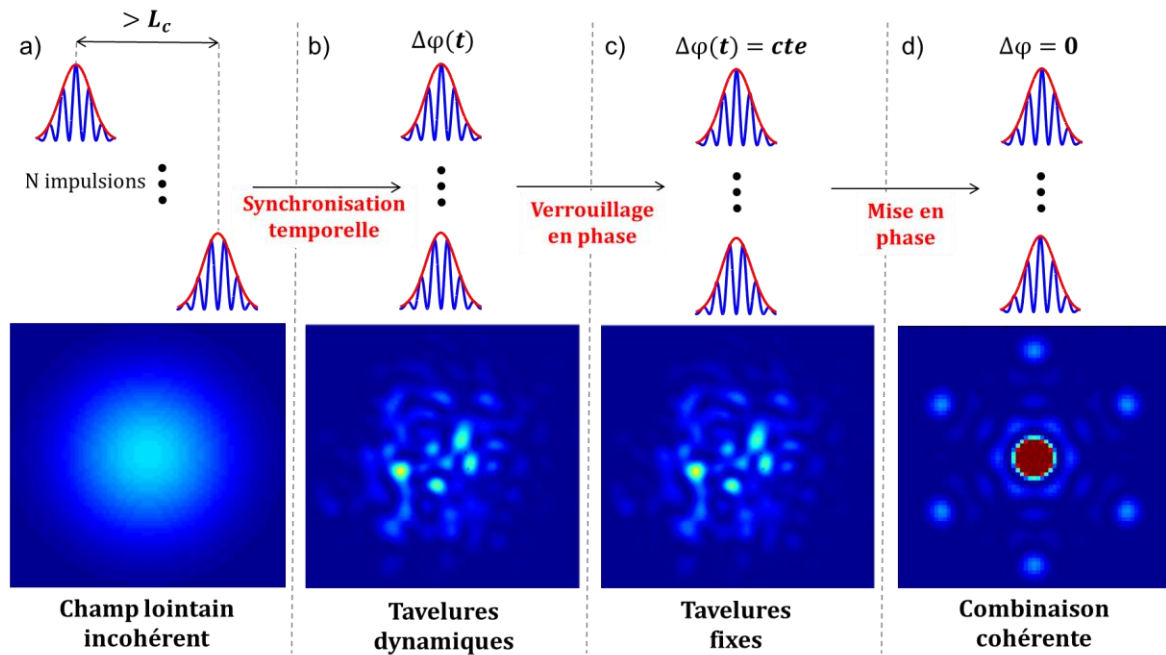 a)
> Lc
b)
Δφ(t)
c)
Δφ(t) = cte
d)
Δφ = 0
N impulsions
Synchronisation
temporelle
Verrouillage
en phase
Mise en
phase
Champ lointain
incohérent
Tavelures
dynamiques
Tavelures
fixes
Combinaison
cohérente